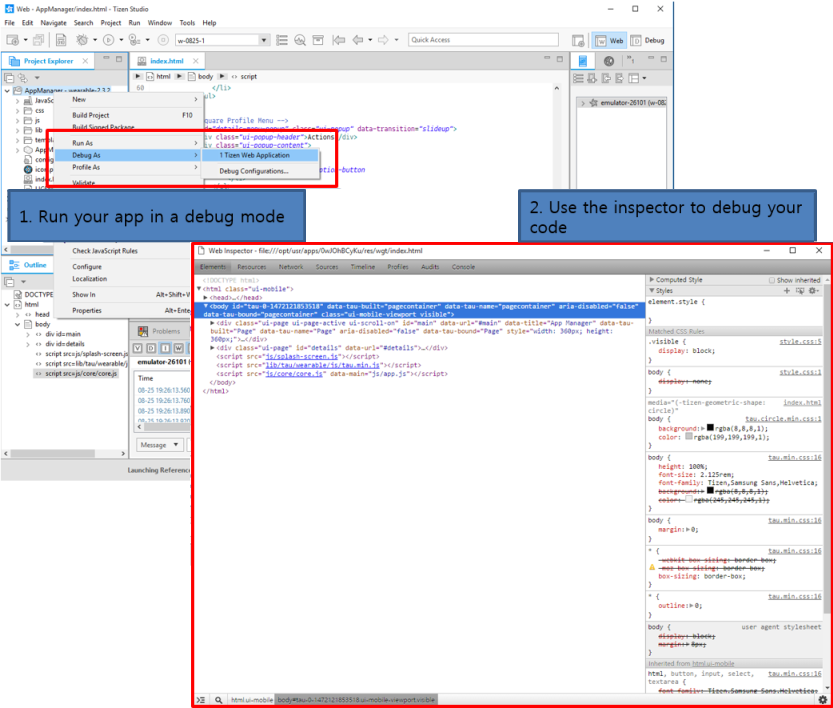 Web - AppManager/index.html - Tizen Studio
File Edit Navigate Search Project Run Window Tools Help
w-0825-1
Quick Access
Web
Debug
Project Explorer
index.html
html
body
script
AppManager - wearable-2.3.2
css
js
lib
New
Build Project F10
Build Signed Package
Run As
Debug As
Profile As
Validate
1 Tizen Web Application
Debug Configurations...
60
</li>
quare Profile Menu -->
data-transition="slideup">
iv class="ui-popup-header">Actions</div>
iv class="ui-popup-content">
tion-button
emulator-26101 (w-082
1. Run your app in a debug mode
2. Use the inspector to debug your
code
Check JavaScript Rules
Configure
Localization
Show In Alt+Shift+W
Properties Alt+Ente
Outline
DOCTYPE
html
head
body
div id=main
div id=details
script src=js/splash-screen.js
script src=lib/tau/wearable/j
script src=js/core/core.js
Problems
V D I W
emulator-26101 (
Time
08-25 19:26:13.560
08-25 19:26:13.760
08-25 19:26:13.890
08-25 19:26:13.920
Message
Launching Reference
Web Inspector - file:///opt/usr/apps/0wJOhBCyKu/res/wgt/index.html
Elements Resources Network Sources Timeline Profiles Audits Console
<!DOCTYPE html>
<html class="ui-mobile">
<head>…</head>
<body id="tau-0-1472121853518" data-tau-built="pagecontainer" data-tau-name="pagecontainer" aria-disabled="false"
data-tau-bound="pagecontainer" class="ui-mobile-viewport visible">
<div class="ui-page ui-page-active ui-scroll-on" id="main" data-url="#main" data-title="App Manager" data-tau-
built="Page" data-tau-name="Page" aria-disabled="false" data-tau-bound="Page" style="width: 360px; height:
360px;">…</div>
<div class="ui-page" id="details" data-url="#details">…</div>
<script src="js/splash-screen.js"></script>
<script src="lib/tau/wearable/js/tau.min.js"></script>
<script src="js/core/core.js" data-main="js/app.js"></script>
</body>
</html>
Computed Style Show inherited
Styles
element.style {
}
Matched CSS Rules
.visible { style.css:5
display: block;
}
body { style.css:1
display: none;
}
media="(-tizen-geometric-shape: index.html
circle)"
body { tau.circle.min.css:1
background: rgba(8,8,8,1);
color: rgba(199,199,199,1);
}
body { tau.min.css:16
height: 100%;
font-size: 2.125rem;
font-family: Tizen,Samsung Sans,Helvetica;
background: rgba(8,8,8,1);
color: rgba(245,245,245,1);
}
body { tau.min.css:16
margin: 0;
}
* { tau.min.css:16
-webkit-box-sizing: border-box;
-moz-box-sizing: border-box;
box-sizing: border-box;
}
* { tau.min.css:16
outline: 0;
}
body { user agent stylesheet
display: block;
margin: 8px;
}
Inherited from html.ui-mobile
html, button, input, select, tau.min.css:16
textarea {
font-family: Tizen,Samsung Sans,Helvetica;
html.ui-mobile
body#tau-0-1472121853518.ui-mobile-viewport.visible